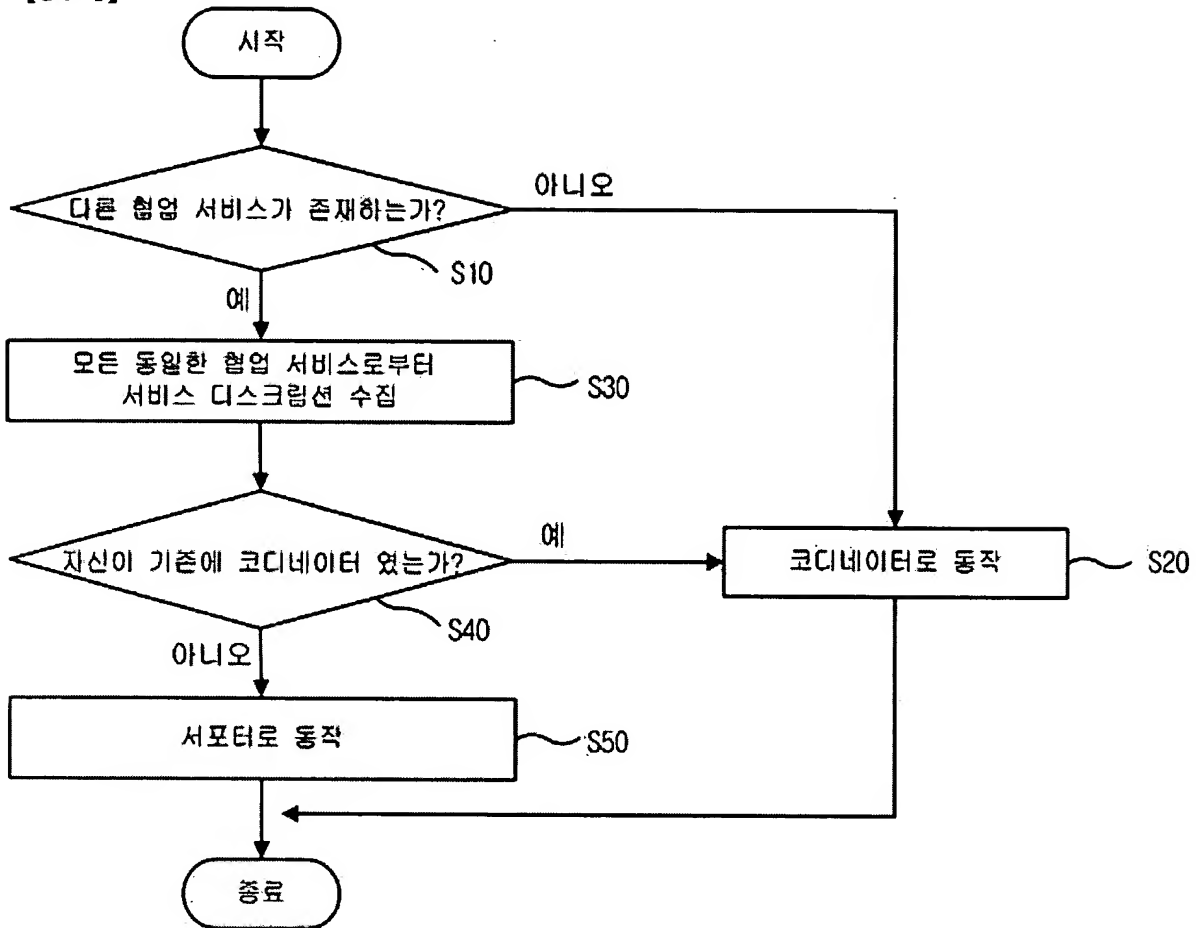 시작
다른 협업 서비스가 존재하는가?
아니오
S10
예
모든 동일한 협업 서비스로부터
서비스 디스크립션 수집
S30
자신이 기존에 코디네이터 였는가?
예
코디네이터로 동작
S20
S40
아니오
서포터로 동작
S50
종료